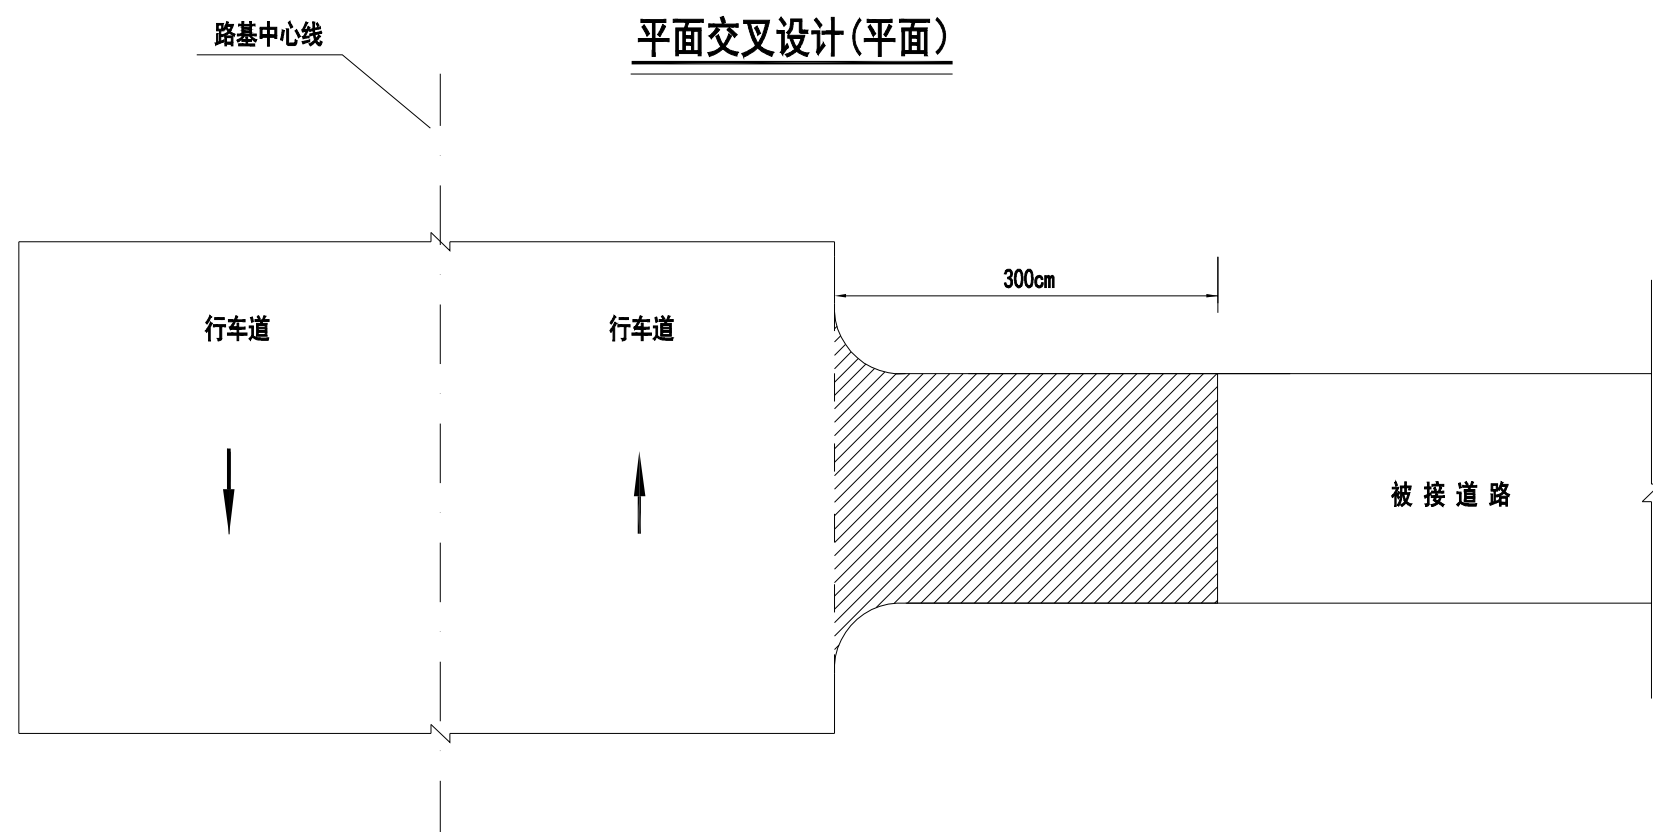 路基中心线
平面交叉设计(平面)
300cm
行车道
行车道
被接道路